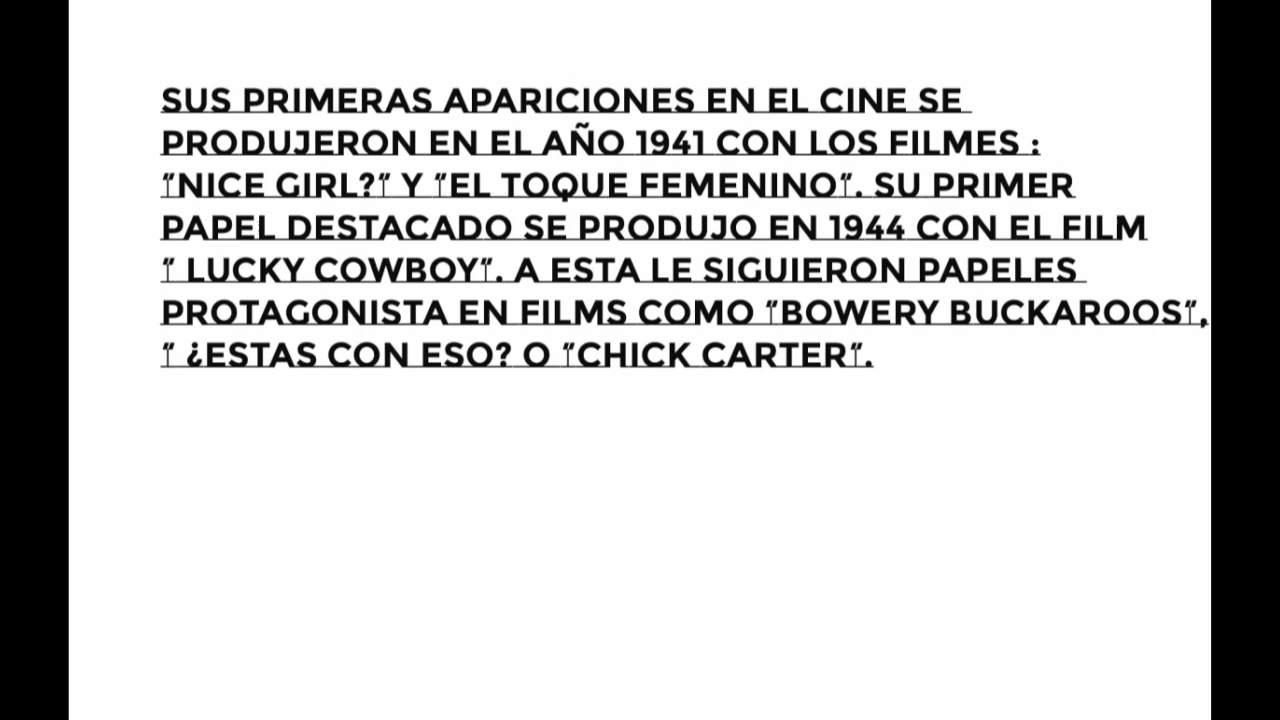 SUS PRIMERAS APARICIONES EN EL CINE SE
PRODUJERON EN EL AÑO 1941 CON LOS FILMES :
"NICE GIRL?" Y "EL TOQUE FEMENINO". SU PRIMER
PAPEL DESTACADO SE PRODUJO EN 1944 CON EL FILM
" LUCKY COWBOY". A ESTA LE SIGUIERON PAPELES
PROTAGONISTA EN FILMS COMO "BOWERY BUCKAROOS",
" ¿ESTAS CON ESO? O "CHICK CARTER".